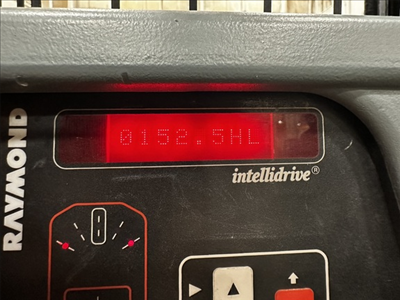 0152.5HL
intellidrive®
RAYMOND